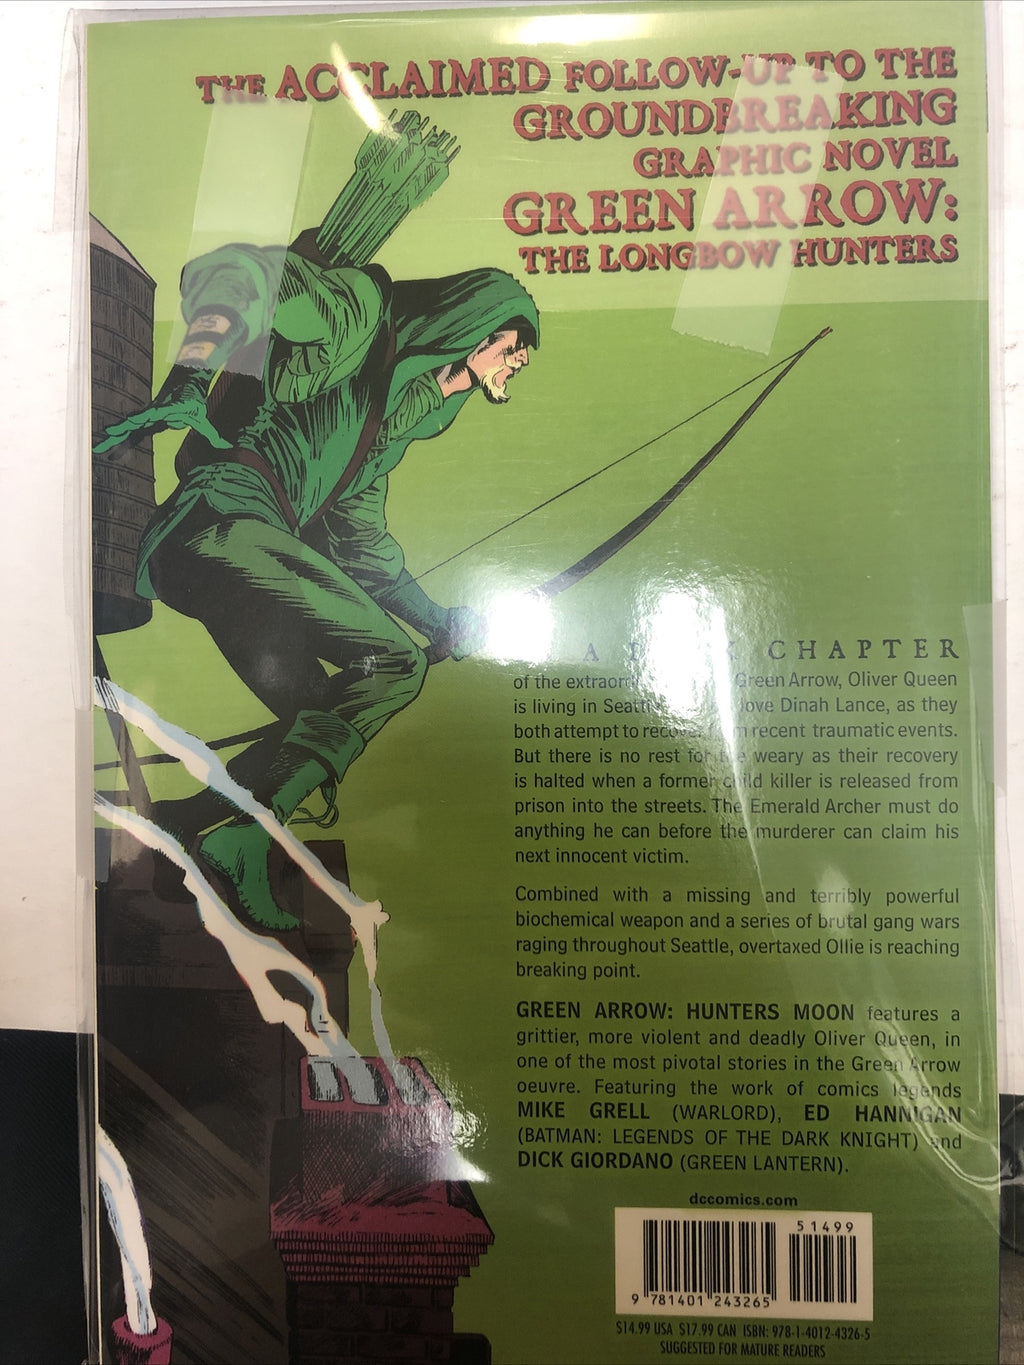 THE ACCLAIMED FOLLOW-UP TO THE
GROUNDBREAKING
GRAPHIC NOVEL
GREEN ARROW:
THE LONGBOW HUNTERS
A CHAPTER
of the Green Arrow, Oliver Queen
is living in love Dinah Lance, as they
both attempt to recover from recent traumatic events.
But there is no rest for the weary as their recovery
is halted when a former child killer is released from
prison into the streets. The Emerald Archer must do
anything he can before the murderer can claim his
next innocent victim.
Combined with a missing and terribly powerful
biochemical weapon and a series of brutal gang wars
raging throughout Seattle, overtaxed Ollie is reaching
breaking point.
GREEN ARROW: HUNTERS MOON features a
grittier, more violent and deadly Oliver Queen, in
one of the most pivotal stories in the Green Arrow
oeuvre. Featuring the work of comics legends
MIKE GRELL (WARLORD), ED HANNIGAN
(BATMAN: LEGENDS OF THE DARK KNIGHT) and
DICK GIORDANO (GREEN LANTERN).
dccomics.com
51499
9 781401 243265
$14.99 USA $17.99 CAN ISBN: 978-1-4012-4326-5
SUGGESTED FOR MATURE READERS